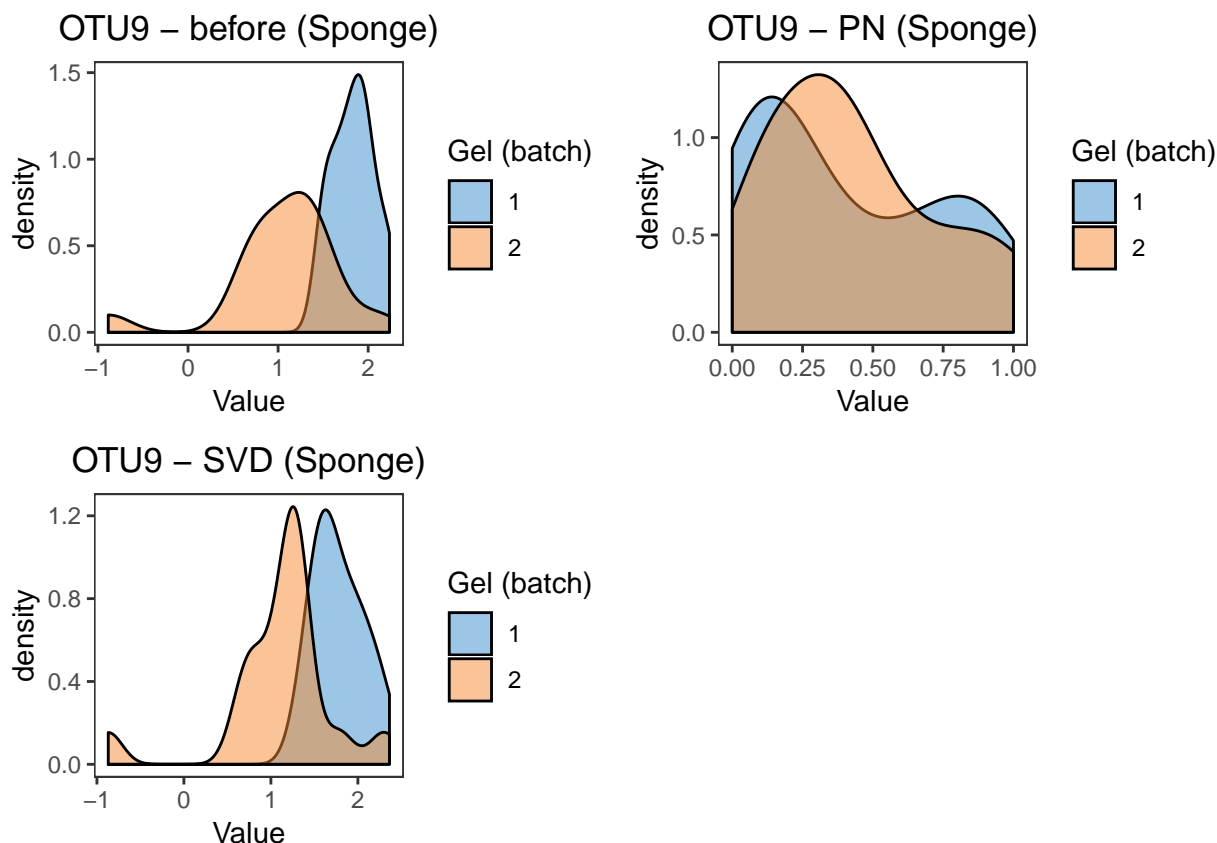 OTU9 – before (Sponge)
1.5
1.0
0.5
0.0
density
−1 0 1 2
Value
Gel (batch)
1
2
OTU9 – PN (Sponge)
1.0
0.5
0.0
density
0.00 0.25 0.50 0.75 1.00
Value
Gel (batch)
1
2
OTU9 – SVD (Sponge)
1.2
0.8
0.4
0.0
density
−1 0 1 2
Value
Gel (batch)
1
2